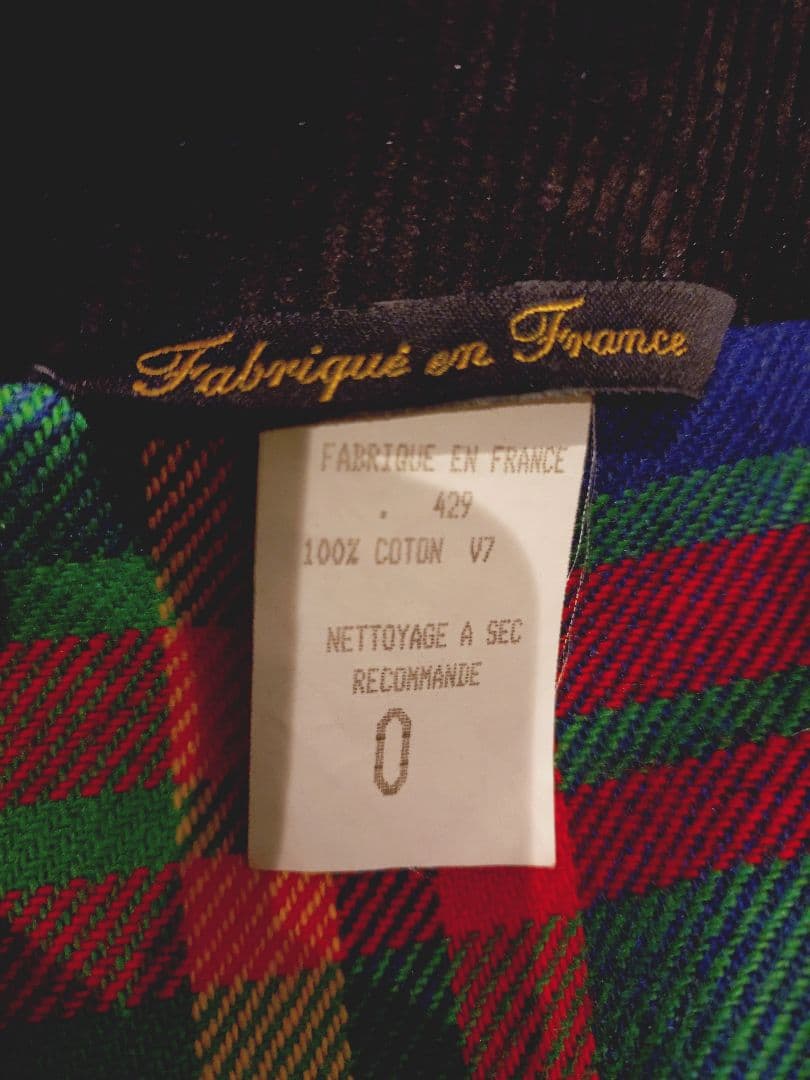 Fabriqué en France
FABRIQUE EN FRANCE
. 429
100% COTON V7
NETTOYAGE A SEC
RECOMMANDE
0